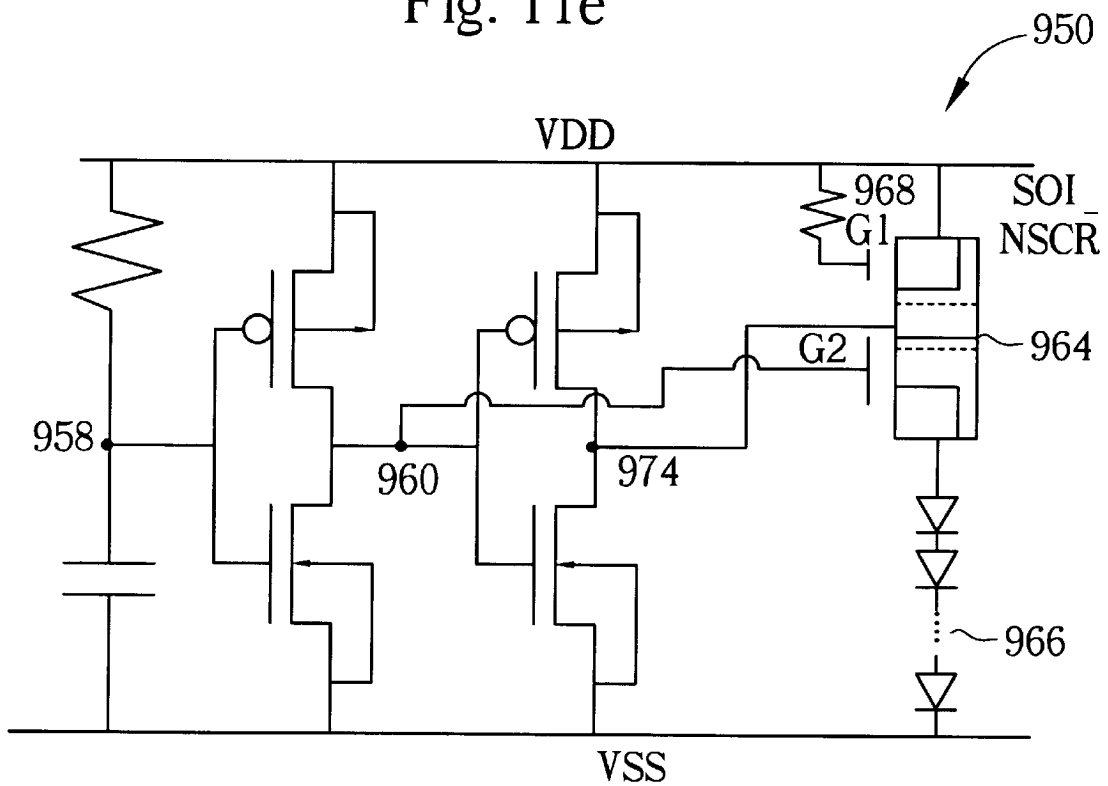 Fig. 11e
950
VDD
968
SOI_
NSCR
G1
G2
964
958
960
974
966
VSS